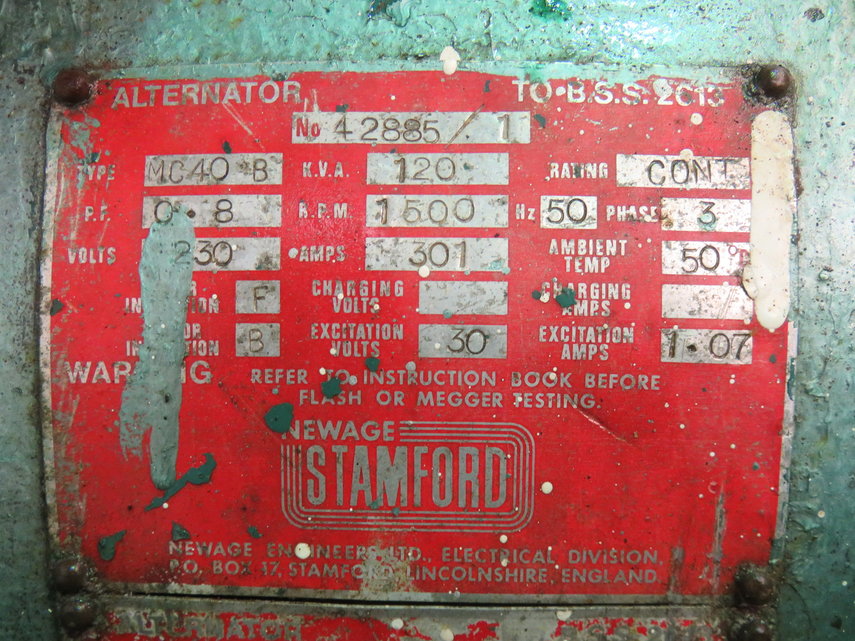 ALTERNATOR TO B.S.S. 2613
No 42885/1
TYPE MC40 B K.V.A. 120 RATING CONT
P.F. 0.8 R.P.M. 1500 Hz 50 PHASE 3
VOLTS 230 AMPS 301 AMBIENT TEMP 50°
F CHARGING VOLTS CHARGING AMPS
B EXCITATION VOLTS 30 EXCITATION AMPS 1.07
WARNING REFER TO INSTRUCTION BOOK BEFORE
FLASH OR MEGGER TESTING.
NEWAGE
STAMFORD
NEWAGE ENGINEERS LTD., ELECTRICAL DIVISION,
P.O. BOX 17, STAMFORD, LINCOLNSHIRE, ENGLAND.
ALTERNATOR